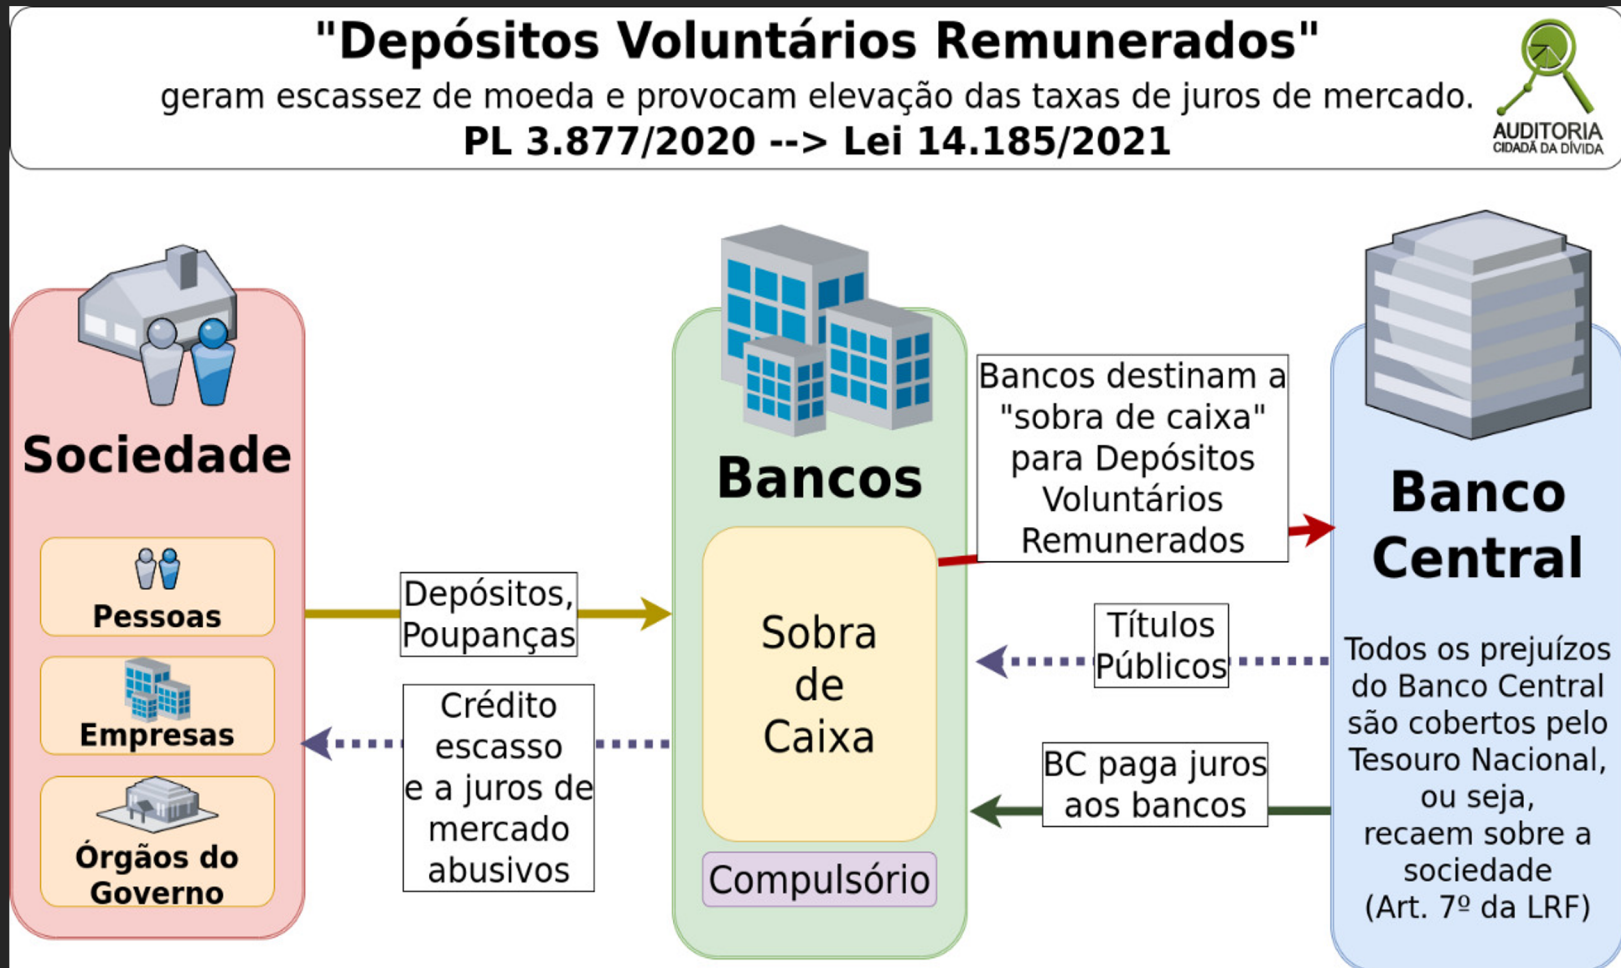 "Depósitos Voluntários Remunerados"
geram escassez de moeda e provocam elevação das taxas de juros de mercado.
PL 3.877/2020 --> Lei 14.185/2021
AUDITORIA
CIDADÃ DA DÍVIDA
Sociedade
Pessoas
Empresas
Órgãos do
Governo
Depósitos,
Poupanças
Crédito
escasso
e a juros de
mercado
abusivos
Bancos
Sobra
de
Caixa
Compulsório
Bancos destinam a
"sobra de caixa"
para Depósitos
Voluntários
Remunerados
Títulos
Públicos
BC paga juros
aos bancos
Banco
Central
Todos os prejuízos
do Banco Central
são cobertos pelo
Tesouro Nacional,
ou seja,
recaem sobre a
sociedade
(Art. 7º da LRF)